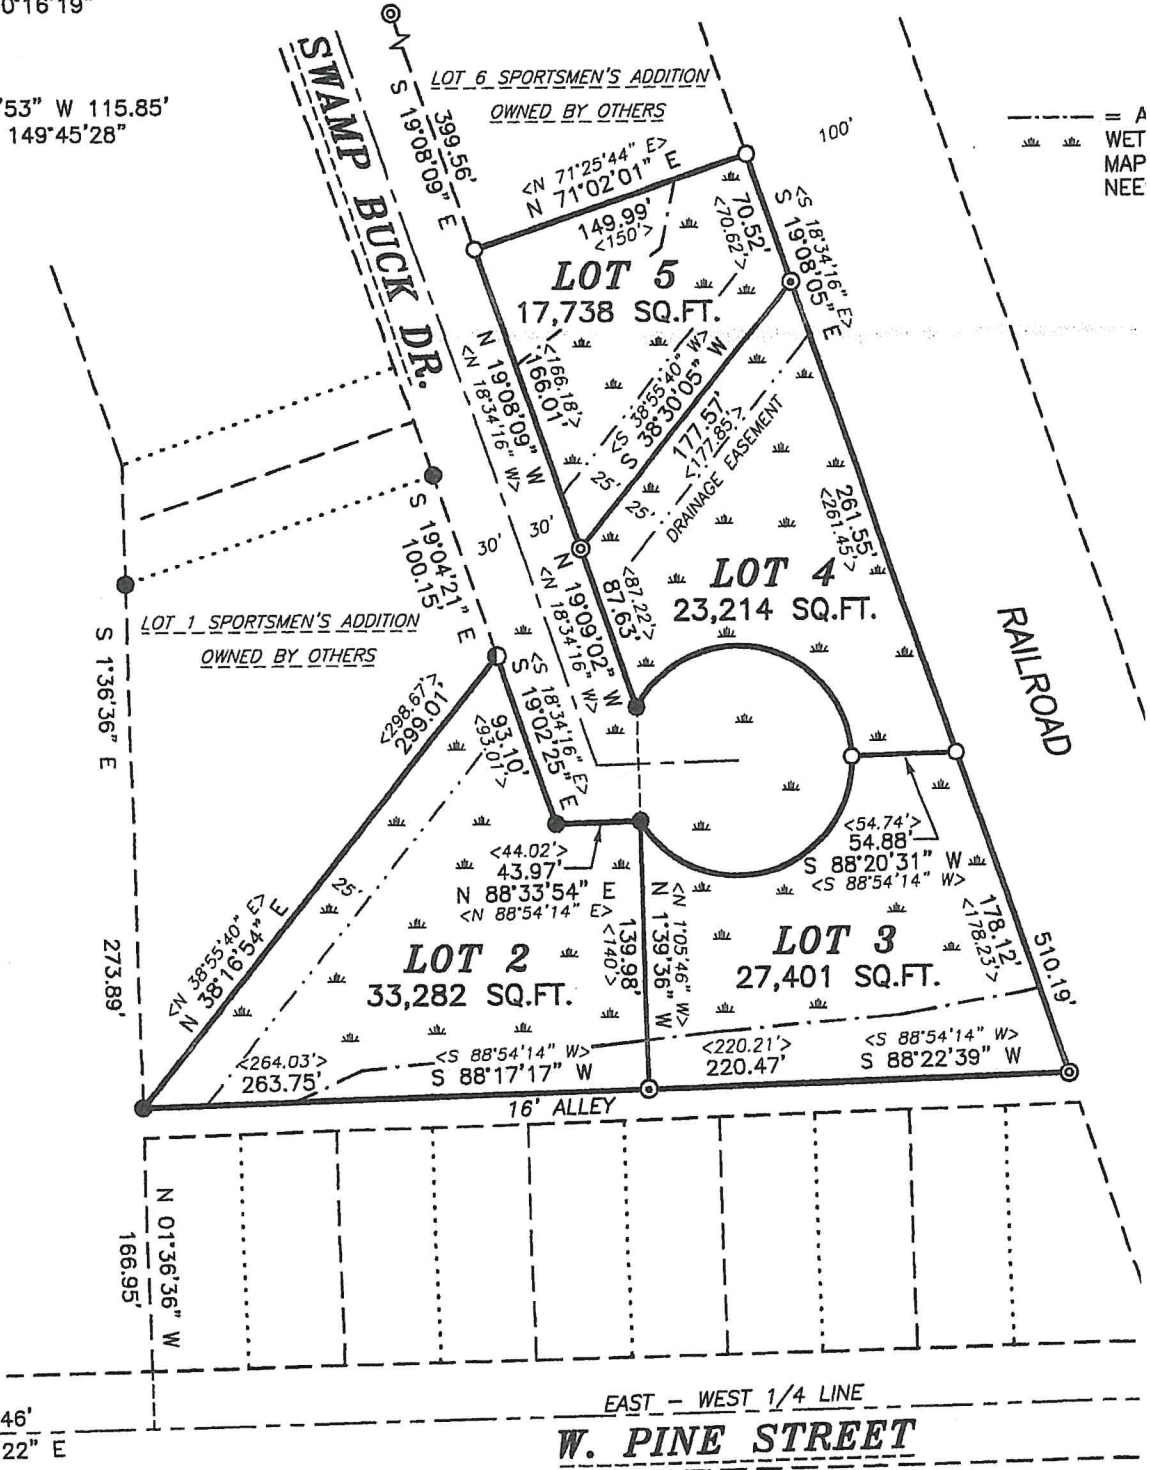 0°16'19"
'53" W 115.85'
149°45'28"
SWAMP BUCK DR.
399.56'
S 19°08'09" E
LOT 6 SPORTSMEN'S ADDITION
OWNED BY OTHERS
100'
= A
WET
MAP
NEE
<N 71°25'44" E>
N 71°02'01" E
149.99'
<150'>
70.52'
<70.62'>
<S 18°34'16" E>
S 19°08'05" E
LOT 5
17,738 SQ.FT.
<166.18'>
166.01'
N 19°08'09" W
<N 18°34'16" W>
<S 38°55'40" W>
S 38°30'05" W
177.57'
<177.85'>
25'
25'
DRAINAGE EASEMENT
261.55'
<261.45'>
S 19°04'21" E
100.15'
30'
30'
N 19°09'02" W
<N 18°34'16" W>
<87.22'>
87.63'
LOT 4
23,214 SQ.FT.
LOT 1 SPORTSMEN'S ADDITION
OWNED BY OTHERS
S 1°36'36" E
273.89'
RAILROAD
<298.67'>
299.01'
<S 18°34'16" E>
S 19°02'25" E
93.10'
<93.01'>
<44.02'>
43.97'
N 88°33'54" E
<N 88°54'14" E>
<54.74'>
54.88'
S 88°20'31" W
<S 88°54'14" W>
25'
<N 38°55'40" E>
N 38°16'54" E
<N 1°05'46" W>
N 1°39'36" W
139.98'
<140'>
178.12'
<178.23'>
510.19'
LOT 2
33,282 SQ.FT.
LOT 3
27,401 SQ.FT.
<264.03'>
263.75'
<S 88°54'14" W>
S 88°17'17" W
<220.21'>
220.47'
<S 88°54'14" W>
S 88°22'39" W
16' ALLEY
N 01°36'36" W
166.95'
46'
22" E
EAST - WEST 1/4 LINE
W. PINE STREET